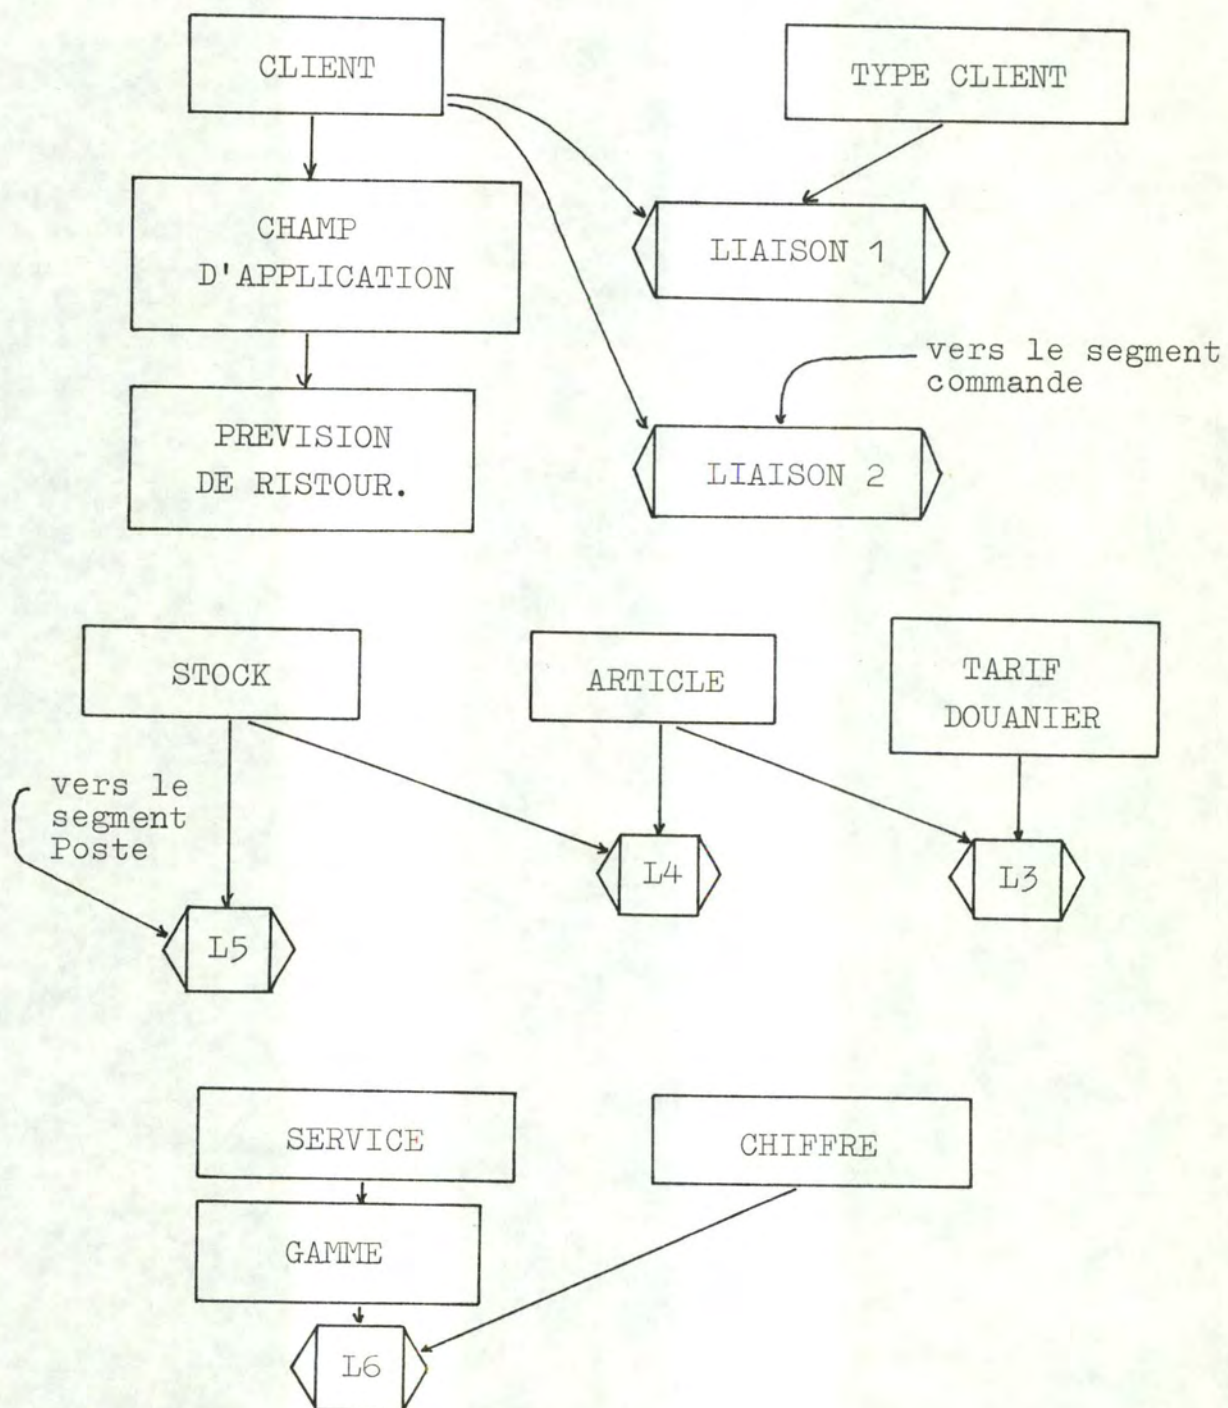 CLIENT
TYPE CLIENT
CHAMP
D'APPLICATION
LIAISON 1
vers le segment
commande
PREVISION
DE RISTOUR.
LIAISON 2
STOCK
ARTICLE
TARIF
DOUANIER
vers le
segment
Poste
L4
L3
L5
SERVICE
CHIFFRE
GAMME
L6